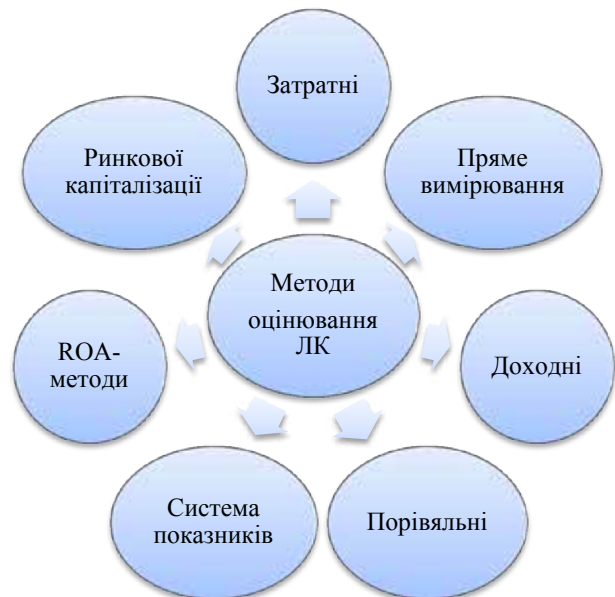 Затратні
Ринкової
капіталізації
Пряме
вимірювання
Методи
оцінювання
ЛК
ROA-
методи
Доходні
Система
показників
Порівяльні